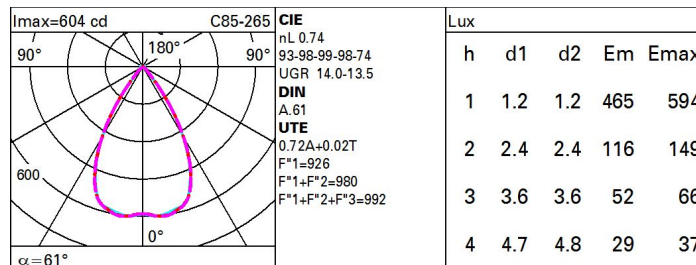 Imax=604 cd C85-265
90° 180° 90°
600
0°
α=61°
CIE
nL 0.74
93-98-99-98-74
UGR 14.0-13.5
DIN
A.61
UTE
0.72A+0.02T
F"1=926
F"1+F"2=980
F"1+F"2+F"3=992
Lux
h d1 d2 Em Emax
1 1.2 1.2 465 594
2 2.4 2.4 116 149
3 3.6 3.6 52 66
4 4.7 4.8 29 37